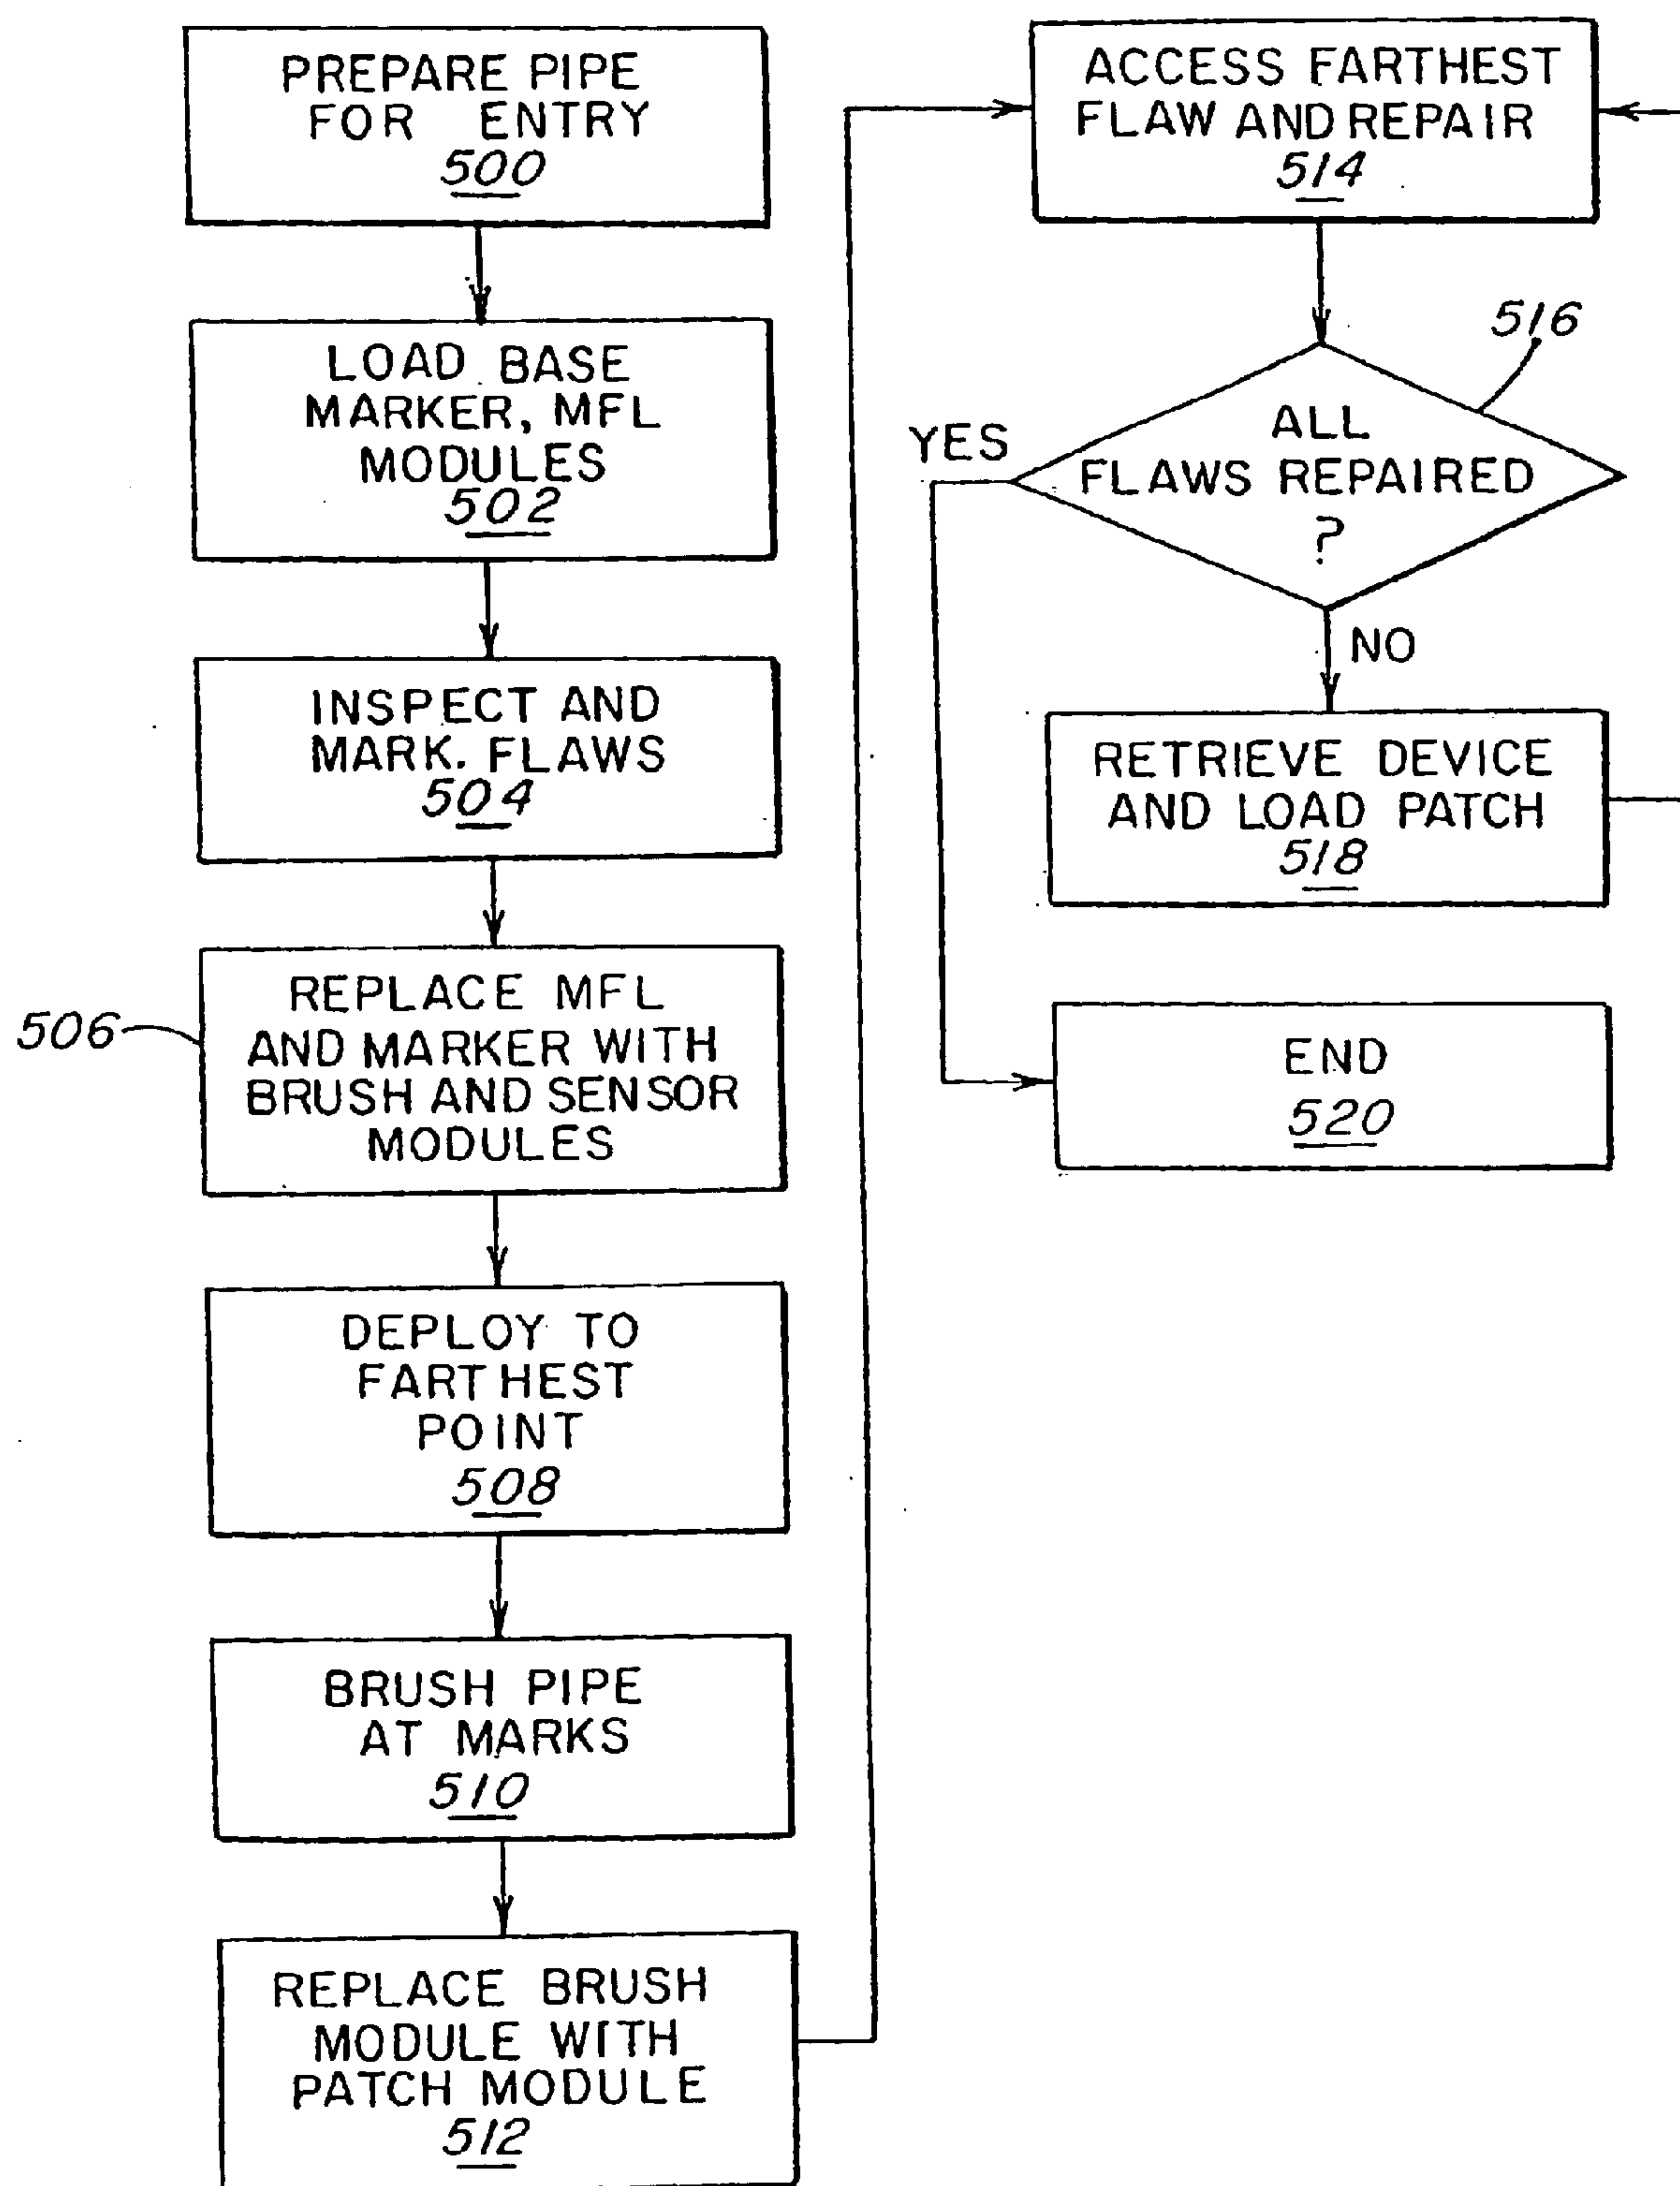 PREPARE PIPE
FOR ENTRY
500
LOAD BASE
MARKER, MFL
MODULES
502
INSPECT AND
MARK. FLAWS
504
506
REPLACE MFL
AND MARKER WITH
BRUSH AND SENSOR
MODULES
DEPLOY TO
FARTHEST
POINT
508
BRUSH PIPE
AT MARKS
510
REPLACE BRUSH
MODULE WITH
PATCH MODULE
512
ACCESS FARTHEST
FLAW AND REPAIR
514
516
YES
ALL
FLAWS REPAIRED
?
NO
RETRIEVE DEVICE
AND LOAD PATCH
518
END
520